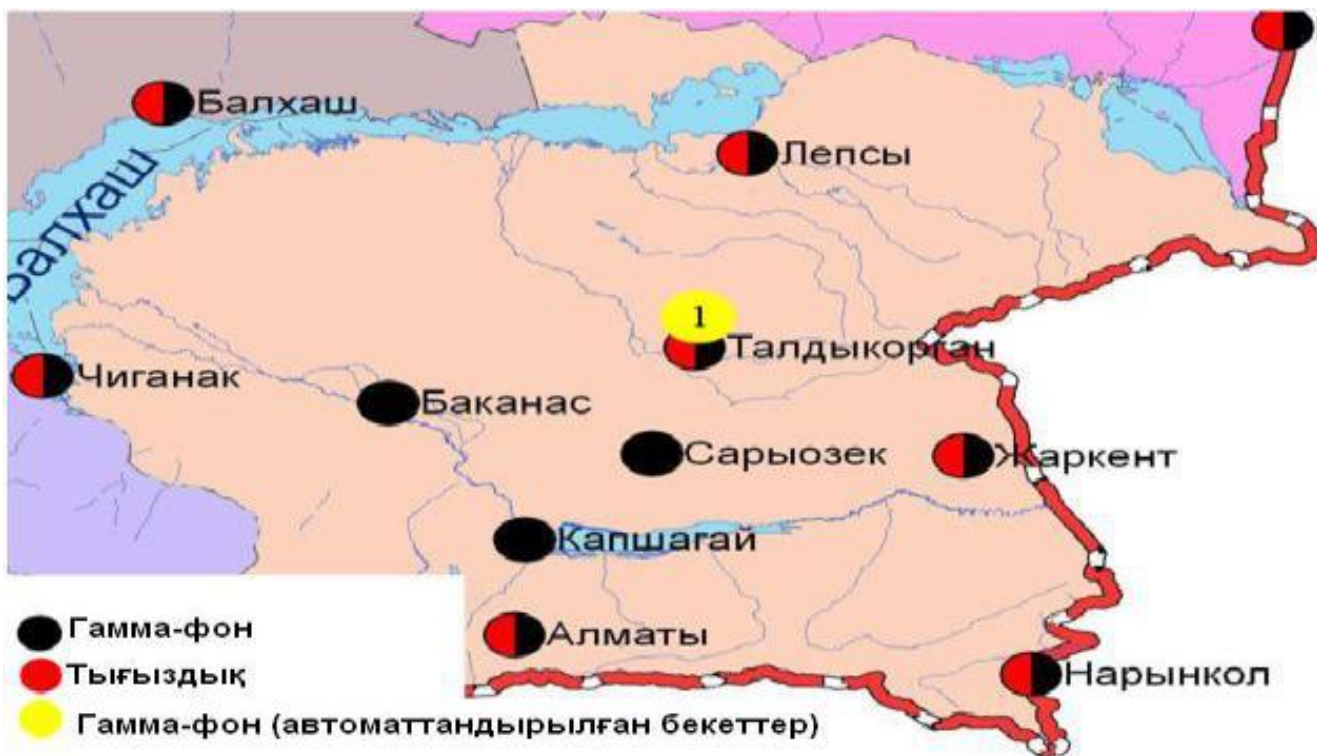 Балхаш
Лепсы
Балхаш
1
Талдыкорган
Чиганак
Баканас
Сарыозек
Жаркент
Капшагай
Гамма-фон
Алматы
Тығыздық
Нарынкол
Гамма-фон (автоматтандырылған бекеттер)